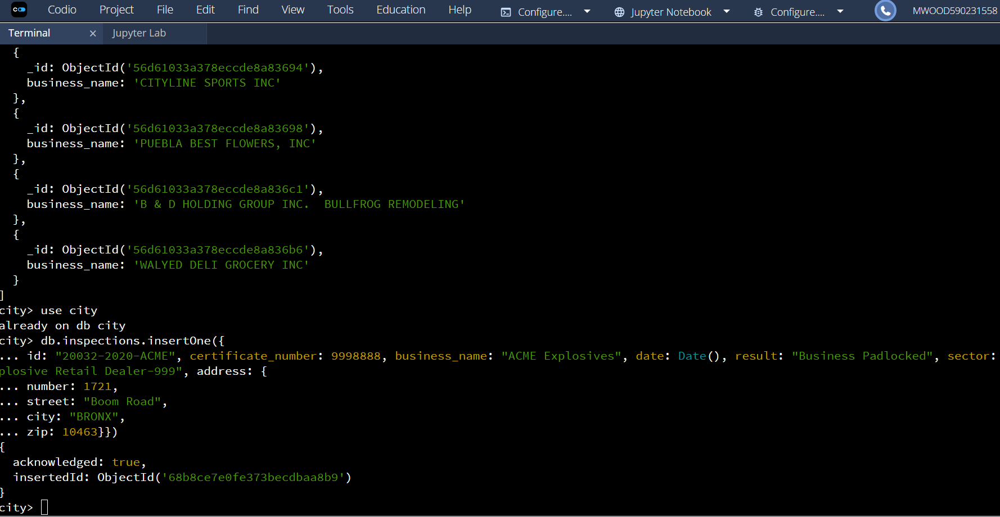 Codio Project File Edit Find View Tools Education Help Configure.... Jupyter Notebook Configure.... MWOOD590231558
Terminal × Jupyter Lab
{
_id: ObjectId('56d61033a378eccde8a83694'),
business_name: 'CITYLINE SPORTS INC'
},
{
_id: ObjectId('56d61033a378eccde8a83698'),
business_name: 'PUEBLA BEST FLOWERS, INC'
},
{
_id: ObjectId('56d61033a378eccde8a836c1'),
business_name: 'B & D HOLDING GROUP INC.  BULLFROG REMODELING'
},
{
_id: ObjectId('56d61033a378eccde8a836b6'),
business_name: 'WALYED DELI GROCERY INC'
}
]
city> use city
already on db city
city> db.inspections.insertOne({
... id: "20032-2020-ACME", certificate_number: 9998888, business_name: "ACME Explosives", date: Date(), result: "Business Padlocked", sector:
plosive Retail Dealer-999", address: {
... number: 1721,
... street: "Boom Road",
... city: "BRONX",
... zip: 10463}})
{
acknowledged: true,
insertedId: ObjectId('68b8ce7e0fe373becdbaa8b9')
}
city>